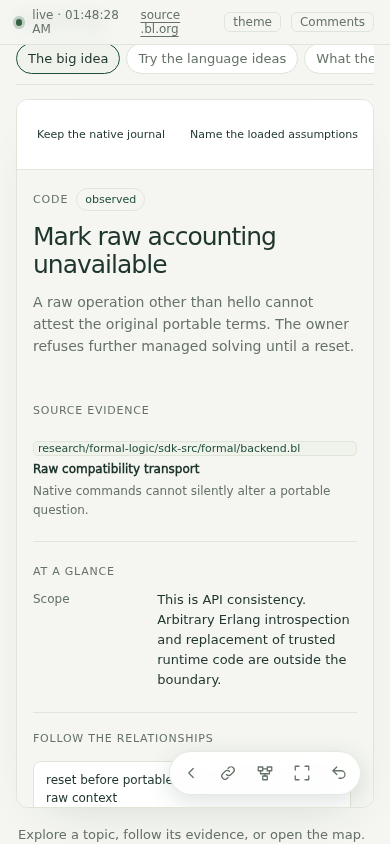 live · 01:48:28 AM
source.bl.org
theme
Comments
The big idea
Try the language ideas
What the
Keep the native journal
Name the loaded assumptions
CODE observed
Mark raw accounting
unavailable
A raw operation other than hello cannot
attest the original portable terms. The owner
refuses further managed solving until a reset.
SOURCE EVIDENCE
research/formal-logic/sdk-src/formal/backend.bl
Raw compatibility transport
Native commands cannot silently alter a portable
question.
AT A GLANCE
Scope
This is API consistency.
Arbitrary Erlang introspection
and replacement of trusted
runtime code are outside the
boundary.
FOLLOW THE RELATIONSHIPS
reset before portable
raw context
Explore a topic, follow its evidence, or open the map.